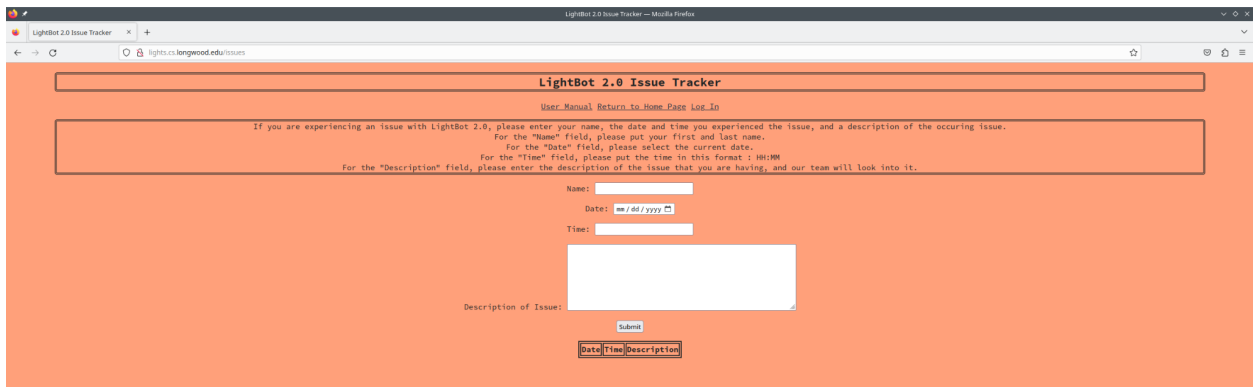 LightBot 2.0 Issue Tracker — Mozilla Firefox
LightBot 2.0 Issue Tracker
lights.cs.longwood.edu/issues
LightBot 2.0 Issue Tracker
User Manual Return to Home Page Log In
If you are experiencing an issue with LightBot 2.0, please enter your name, the date and time you experienced the issue, and a description of the occuring issue.
For the "Name" field, please put your first and last name.
For the "Date" field, please select the current date.
For the "Time" field, please put the time in this format : HH:MM
For the "Description" field, please enter the description of the issue that you are having, and our team will look into it.
Name:
Date: mm/dd/yyyy
Time:
Description of Issue:
Submit
Date Time Description